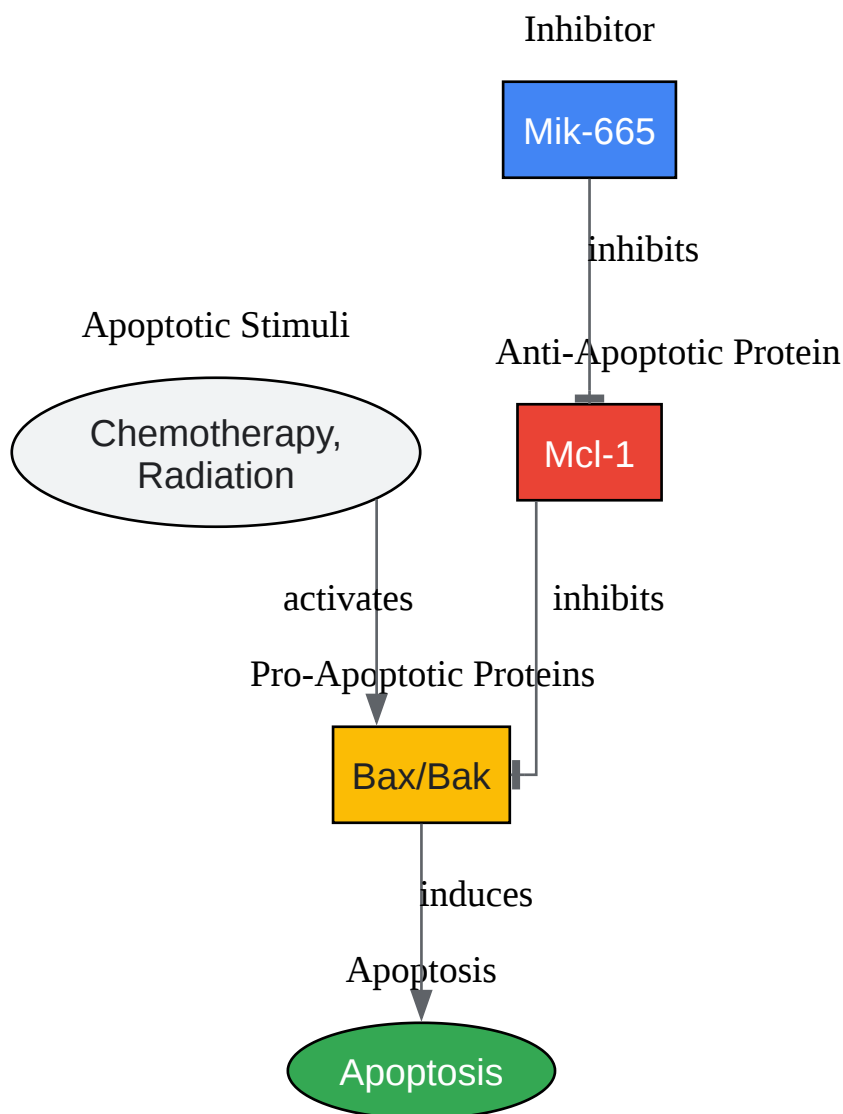 Inhibitor
Mik-665
inhibits
Apoptotic Stimuli
Anti-Apoptotic Protein
Chemotherapy,
Radiation
Mcl-1
activates
inhibits
Pro-Apoptotic Proteins
Bax/Bak
induces
Apoptosis
Apoptosis